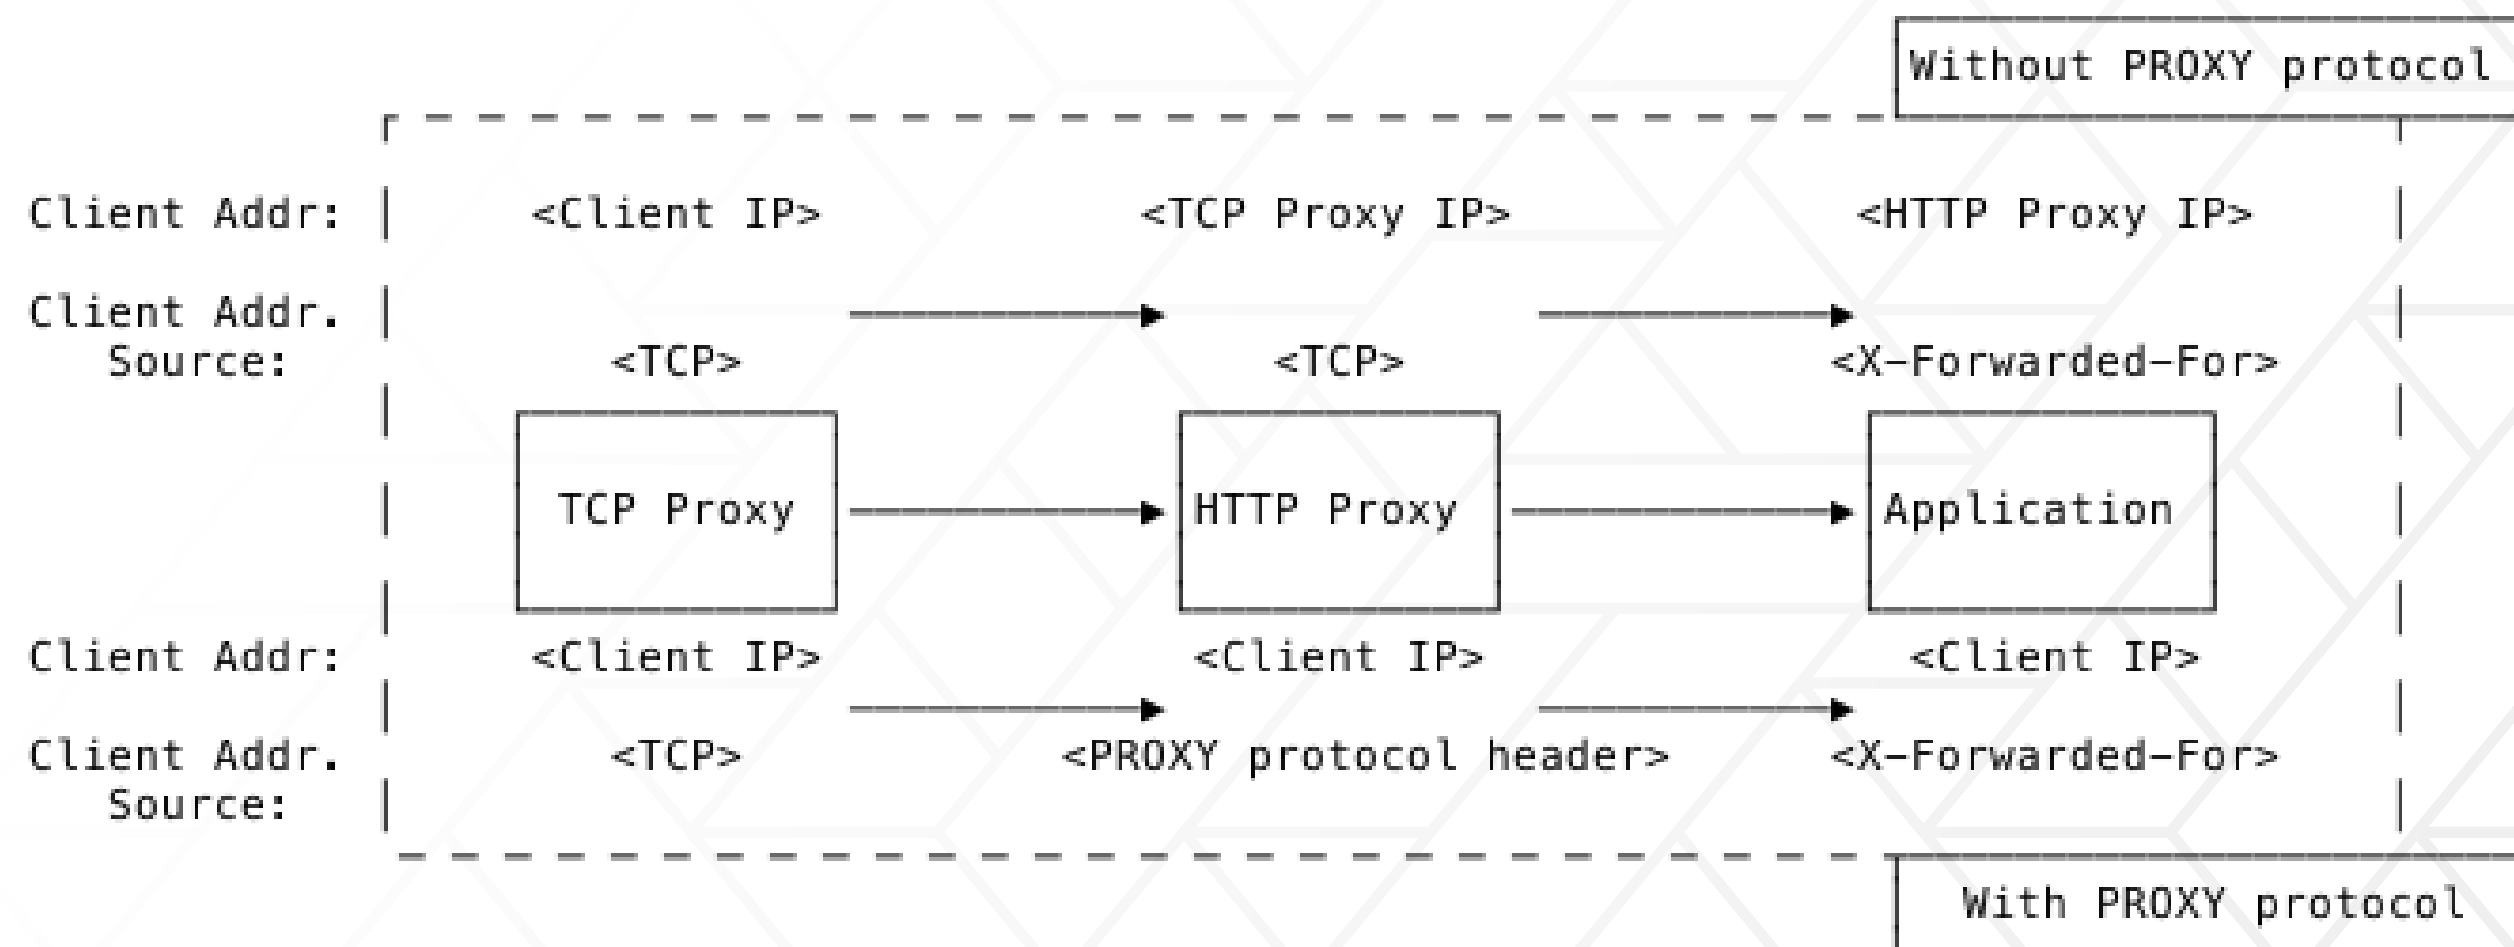 Without PROXY protocol
Client Addr: <Client IP> <TCP Proxy IP> <HTTP Proxy IP>
Client Addr.
Source: <TCP> <TCP> <X-Forwarded-For>
TCP Proxy HTTP Proxy Application
Client Addr: <Client IP> <Client IP> <Client IP>
Client Addr. <TCP> <PROXY protocol header> <X-Forwarded-For>
Source:
With PROXY protocol